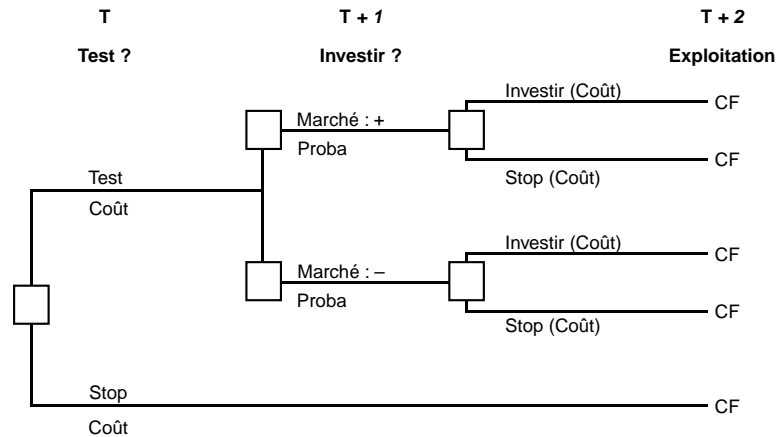 T T + 1 T + 2
Test ? Investir ? Exploitation
Investir (Coût) CF
Marché : +
Proba
CF
Stop (Coût)
Test
Coût
Investir (Coût) CF
Marché : –
Proba
CF
Stop (Coût)
Stop
CF
Coût